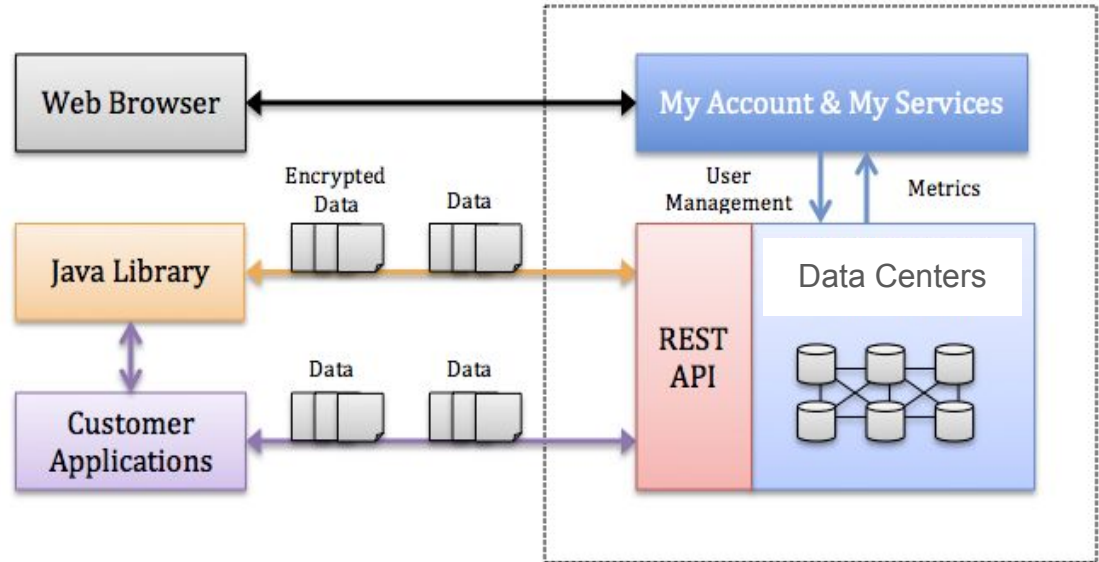 Web Browser
My Account & My Services
Encrypted
Data
Data
User
Management
Metrics
Java Library
Data Centers
REST
API
Data
Data
Customer
Applications